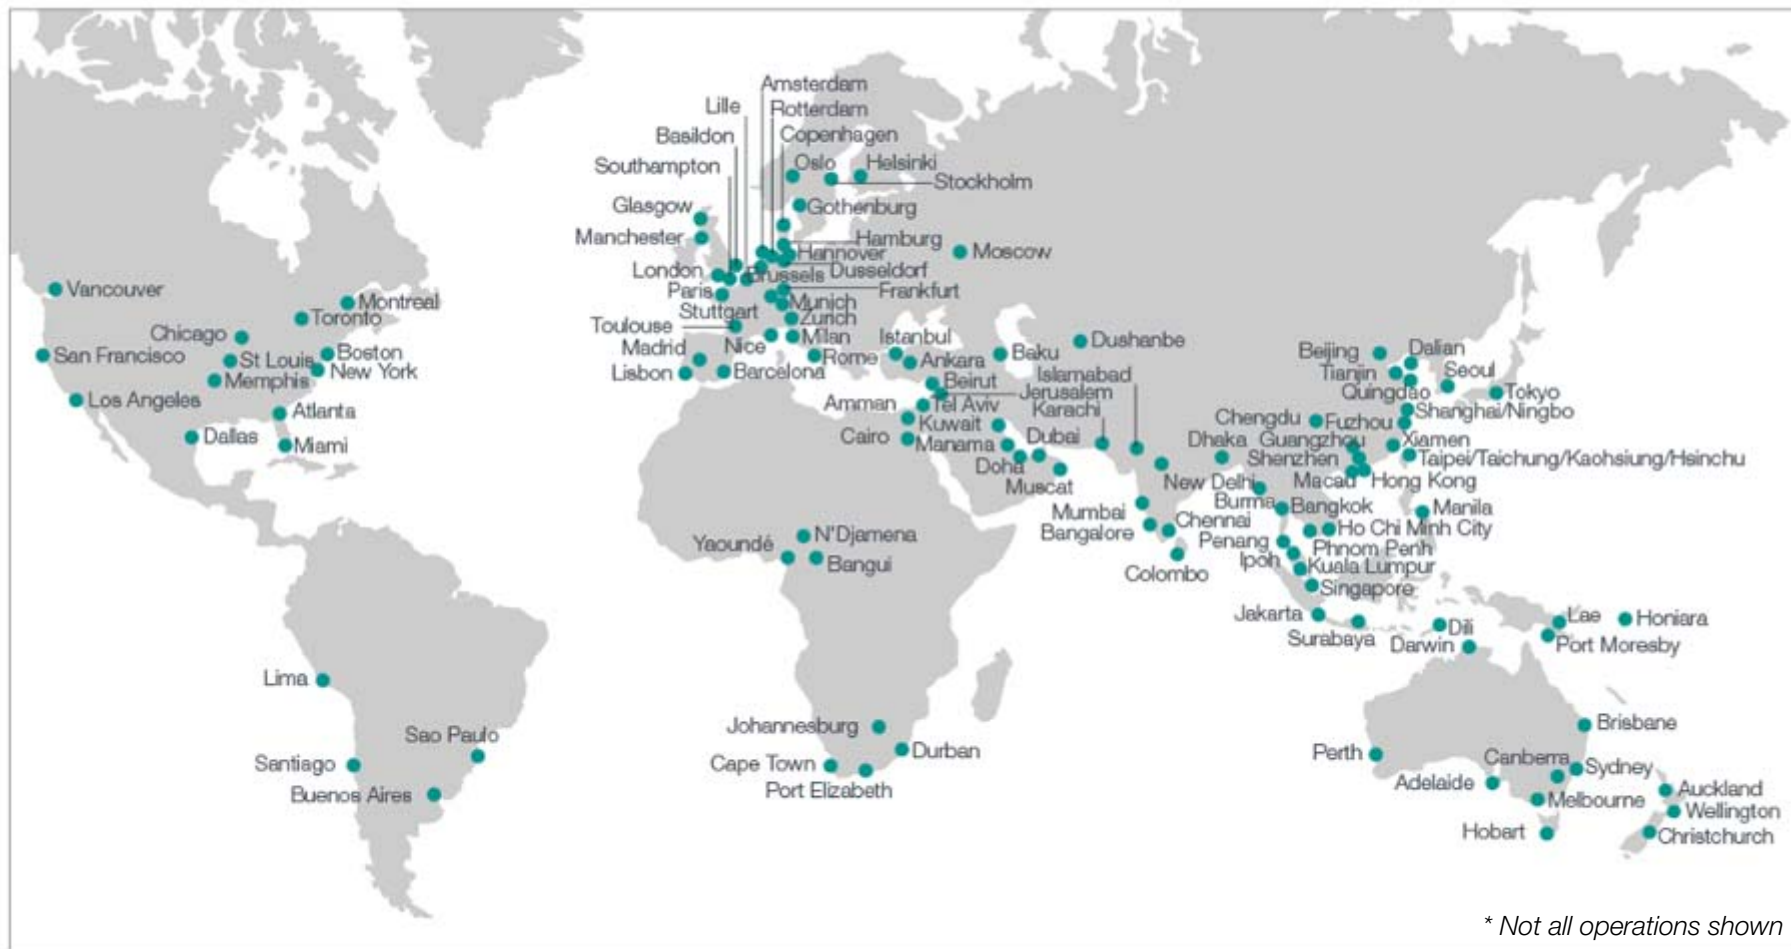 Amsterdam
Lille
Rotterdam
Basildon
Copenhagen
Southampton
Oslo
Helsinki
Stockholm
Glasgow
Gothenburg
Manchester
Hamburg
Hannover
Moscow
London
Brussels
Dusseldorf
Paris
Frankfurt
Vancouver
Montreal
Munich
Stuttgart
Toronto
Zurich
Toulouse
Chicago
Milan
Istanbul
Dushanbe
Madrid
Nice
San Francisco
St Louis
Boston
Rome
Ankara
Baku
Beijing
Dalian
New York
Lisbon
Barcelona
Islamabad
Tianjin
Seoul
Memphis
Beirut
Jerusalem
Quingdao
Tokyo
Los Angeles
Atlanta
Amman
Tel Aviv
Karachi
Shanghai/Ningbo
Chengdu
Fuzhou
Kuwait
Dallas
Miami
Cairo
Manama
Dubai
Dhaka
Guangzhou
Xiamen
Doha
Shenzhen
Taipei/Taichung/Kaohsiung/Hsinchu
Muscat
New Delhi
Macau
Hong Kong
Burma
Bangkok
Manila
Mumbai
Chennai
Bangalore
Ho Chi Minh City
N'Djamena
Yaoundé
Penang
Phnom Penh
Bangui
Ipoh
Kuala Lumpur
Colombo
Singapore
Jakarta
Lae
Honiara
Surabaya
Dili
Darwin
Port Moresby
Lima
Johannesburg
Brisbane
Sao Paulo
Durban
Perth
Canberra
Santiago
Cape Town
Sydney
Adelaide
Port Elizabeth
Auckland
Buenos Aires
Melbourne
Wellington
Hobart
Christchurch
* Not all operations shown